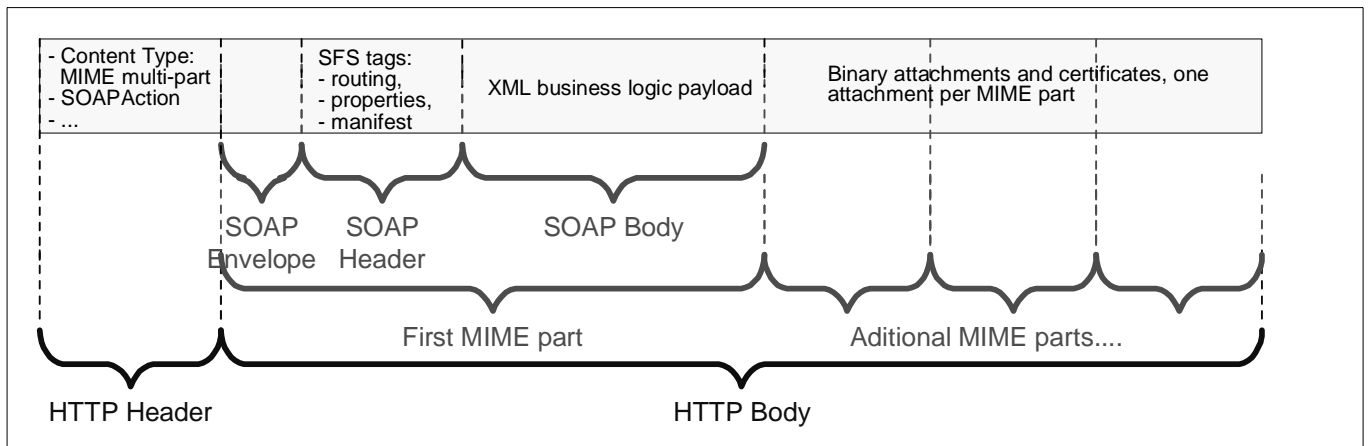 - Content Type:
MIME multi-part
- SOAPAction
- ...
SFS tags:
- routing,
- properties,
- manifest
XML business logic payload
Binary attachments and certificates, one
attachment per MIME part
SOAP
Envelope
SOAP
Header
SOAP Body
First MIME part
Aditional MIME parts....
HTTP Header
HTTP Body